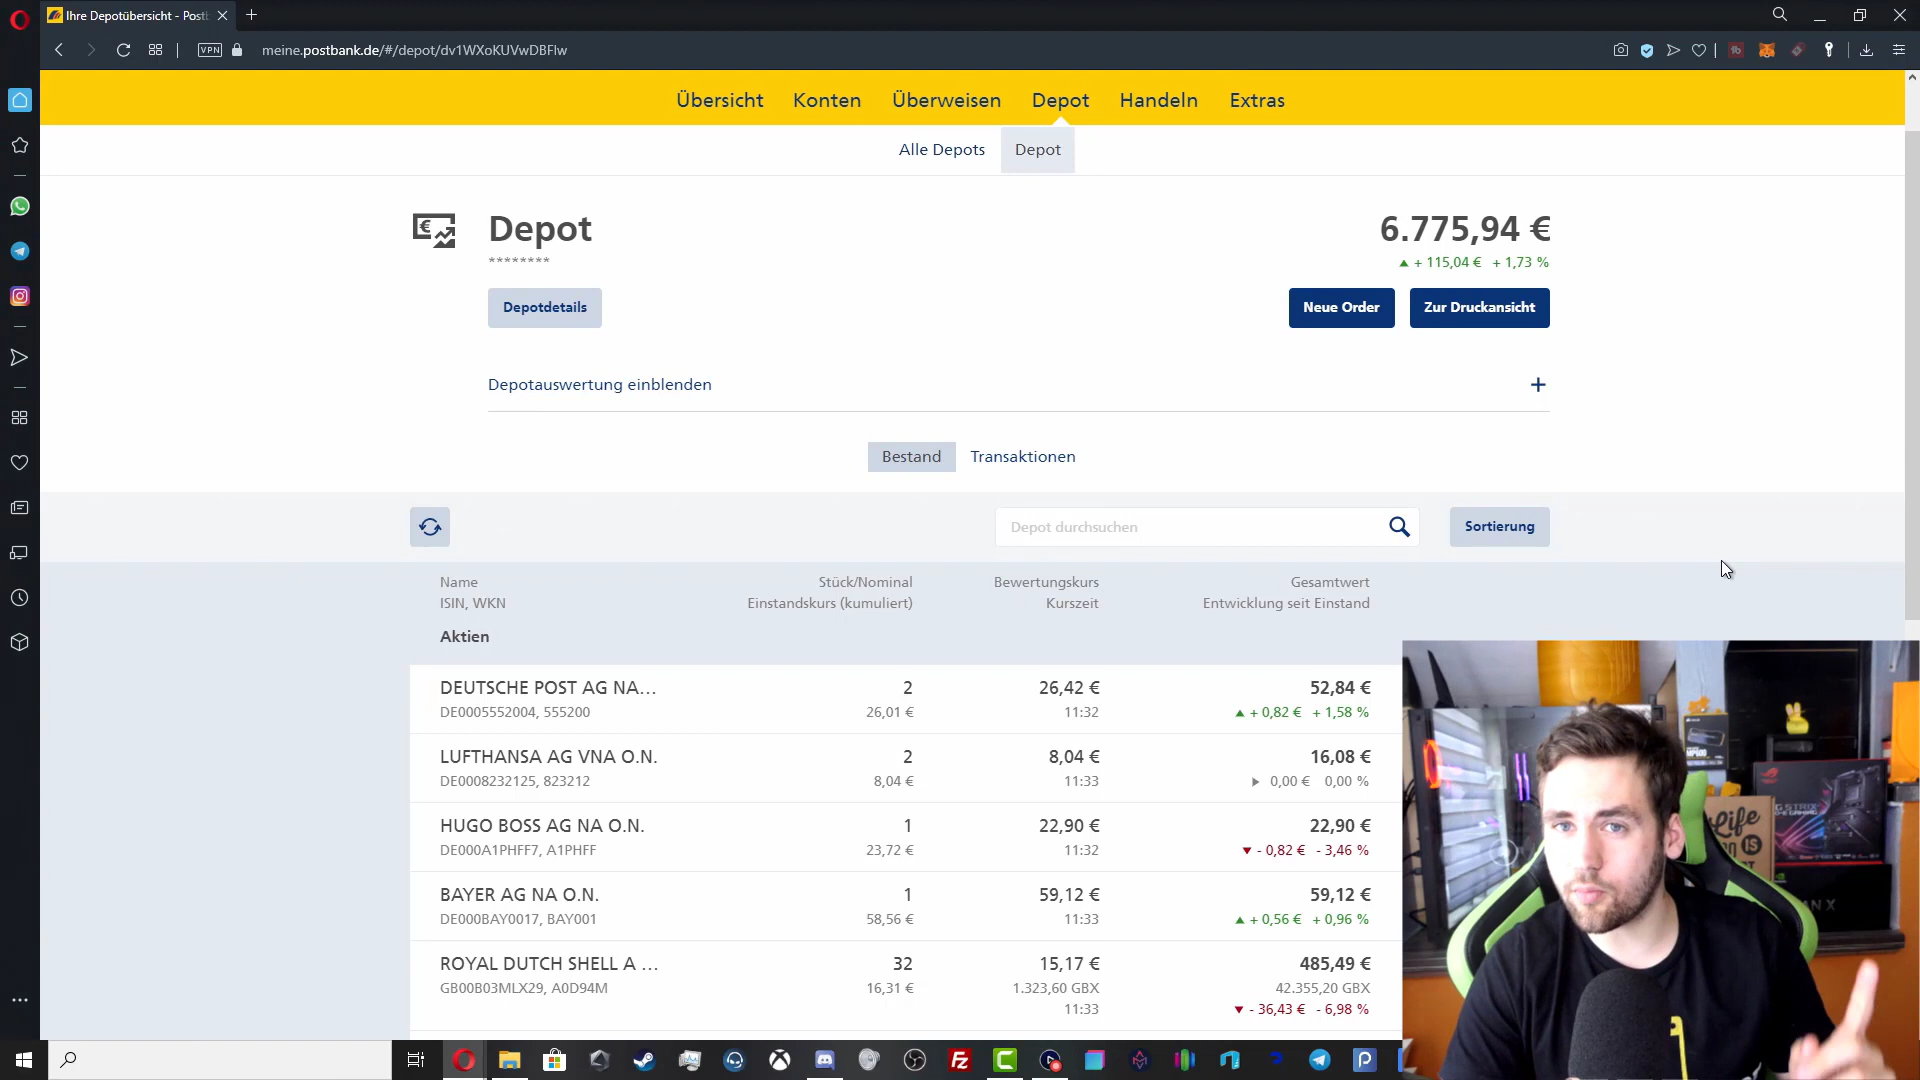 Ihre Depotübersicht - Postb
VPN
meine.postbank.de/#/depot/dv1WXoKUVwDBFlw
Übersicht Konten Überweisen Depot Handeln Extras
Alle Depots Depot
Depot
6.775,94 €
********
+ 115,04 € + 1,73 %
Depotdetails
Neue Order
Zur Druckansicht
Depotauswertung einblenden
Bestand Transaktionen
Depot durchsuchen
Sortierung
Name Stück/Nominal Bewertungskurs Gesamtwert
ISIN, WKN Einstandskurs (kumuliert) Kurszeit Entwicklung seit Einstand
Aktien
DEUTSCHE POST AG NA... 2 26,42 € 52,84 €
DE0005552004, 555200 26,01 € 11:32 + 0,82 € + 1,58 %
LUFTHANSA AG VNA O.N. 2 8,04 € 16,08 €
DE0008232125, 823212 8,04 € 11:33 0,00 € 0,00 %
HUGO BOSS AG NA O.N. 1 22,90 € 22,90 €
DE000A1PHFF7, A1PHFF 23,72 € 11:32 - 0,82 € - 3,46 %
BAYER AG NA O.N. 1 59,12 € 59,12 €
DE000BAY0017, BAY001 58,56 € 11:33 + 0,56 € + 0,96 %
ROYAL DUTCH SHELL A ... 32 15,17 € 485,49 €
GB00B03MLX29, A0D94M 16,31 € 1.323,60 GBX 42.355,20 GBX
11:33 - 36,43 € - 6,98 %
Life
IS